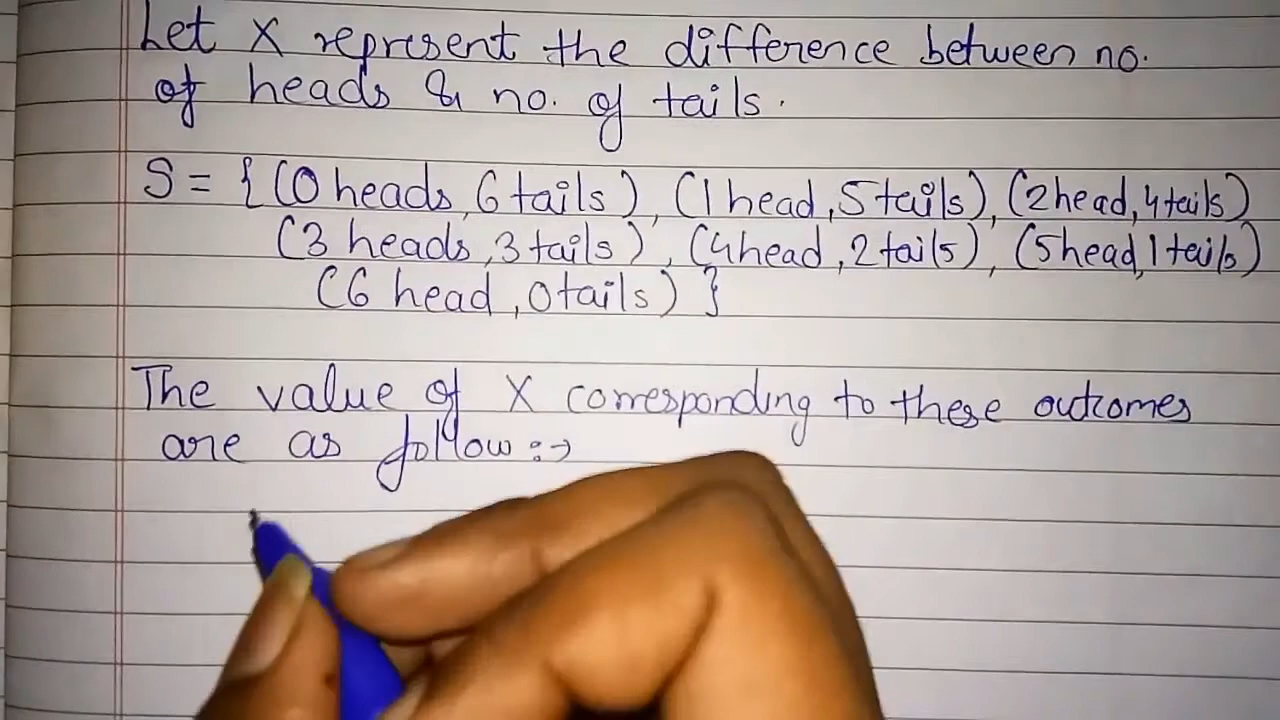 Let X represent the difference between no.
of heads & no. of tails.
S = {(0 heads, 6 tails), (1 head, 5 tails), (2 head, 4 tails)
(3 heads, 3 tails), (4 head, 2 tails), (5 head, 1 tails)
(6 head, 0 tails)}
The value of X corresponding to these outcomes
are as follow:→